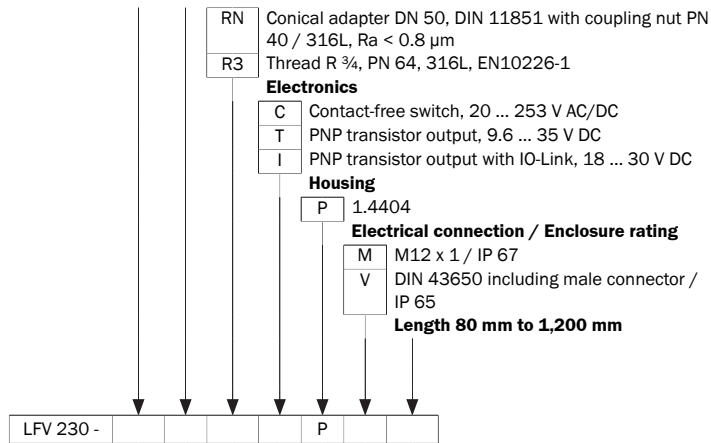 RN Conical adapter DN 50, DIN 11851 with coupling nut PN
40 / 316L, Ra < 0.8 µm
R3 Thread R ¾, PN 64, 316L, EN10226-1
Electronics
C Contact-free switch, 20 ... 253 V AC/DC
T PNP transistor output, 9.6 ... 35 V DC
I PNP transistor output with IO-Link, 18 ... 30 V DC
Housing
P 1.4404
Electrical connection / Enclosure rating
M M12 x 1 / IP 67
V DIN 43650 including male connector /
IP 65
Length 80 mm to 1,200 mm
LFV 230 - P